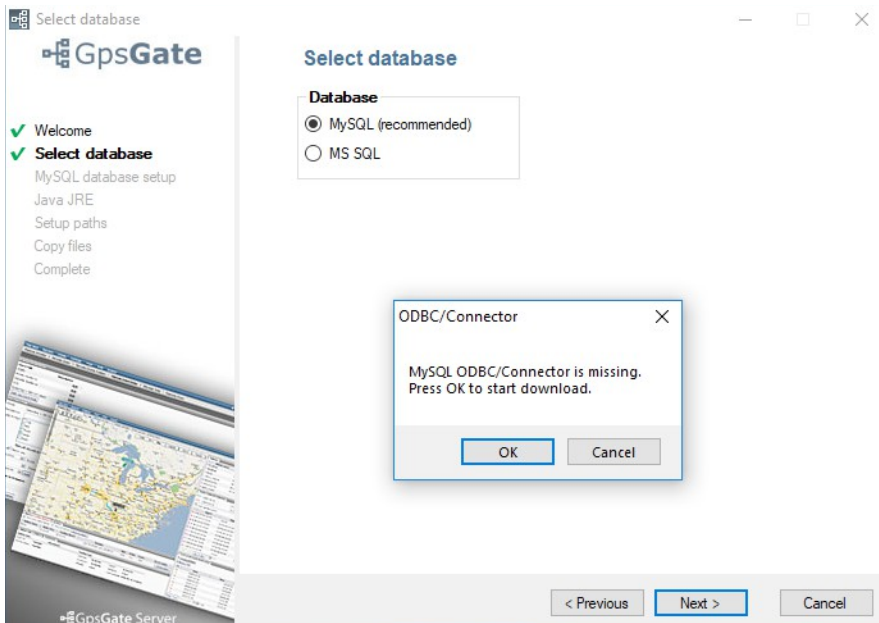 Select database
GpsGate
Select database
Database
MySQL (recommended)
MS SQL
Welcome
Select database
MySQL database setup
Java JRE
Setup paths
Copy files
Complete
ODBC/Connector
MySQL ODBC/Connector is missing.
Press OK to start download.
OK
Cancel
GpsGate Server
< Previous
Next >
Cancel